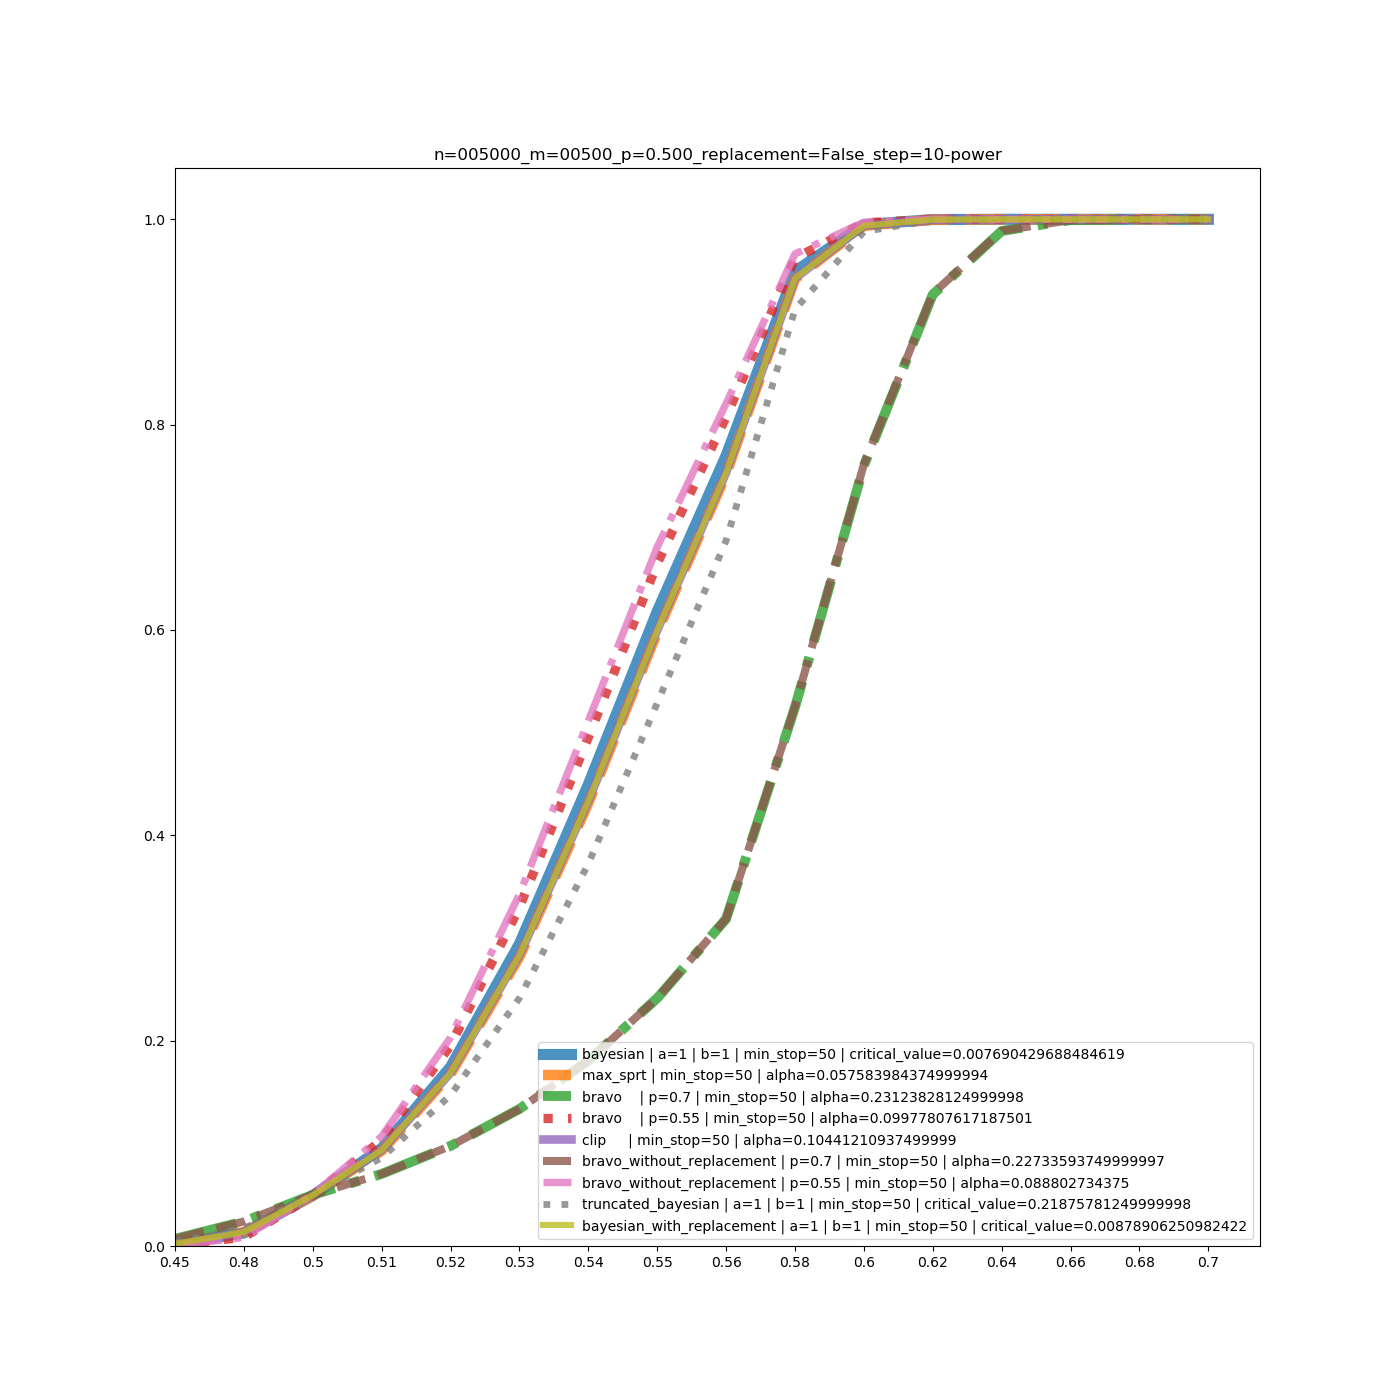 n=005000_m=00500_p=0.500_replacement=False_step=10-power
1.0
0.8
0.6
0.4
0.2
0.0
bayesian | a=1 | b=1 | min_stop=50 | critical_value=0.007690429688484619
max_sprt | min_stop=50 | alpha=0.057583984374999994
bravo | p=0.7 | min_stop=50 | alpha=0.23123828124999998
bravo | p=0.55 | min_stop=50 | alpha=0.09977807617187501
clip | min_stop=50 | alpha=0.10441210937499999
bravo_without_replacement | p=0.7 | min_stop=50 | alpha=0.22733593749999997
bravo_without_replacement | p=0.55 | min_stop=50 | alpha=0.088802734375
truncated_bayesian | a=1 | b=1 | min_stop=50 | critical_value=0.21875781249999998
bayesian_with_replacement | a=1 | b=1 | min_stop=50 | critical_value=0.00878906250982422
0.45 0.48 0.5 0.51 0.52 0.53 0.54 0.55 0.56 0.58 0.6 0.62 0.64 0.66 0.68 0.7